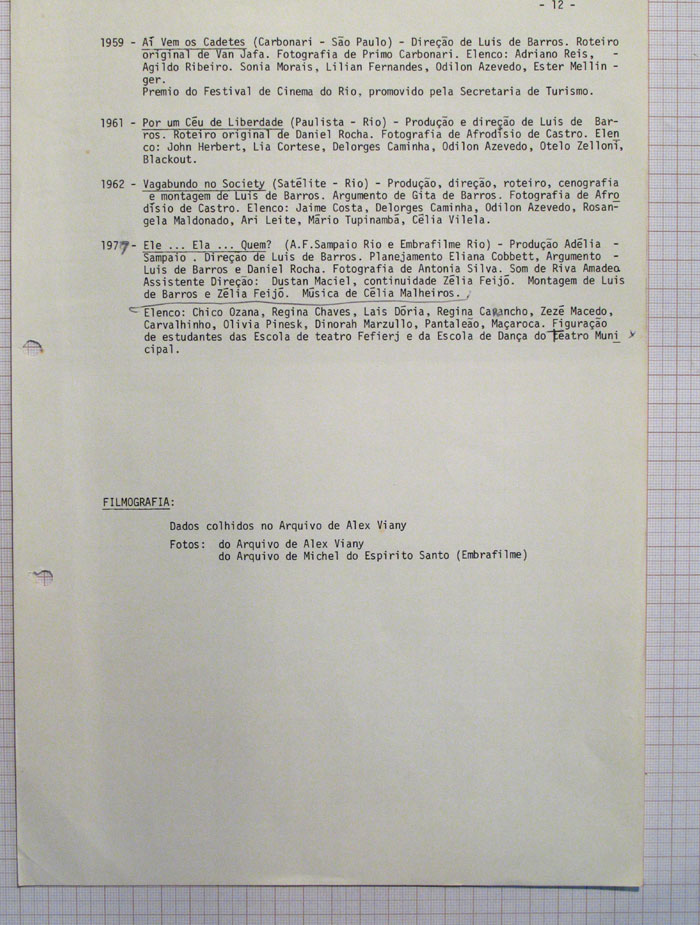 - 12 -
1959 - Aí Vem os Cadetes (Carbonari - São Paulo) - Direção de Luis de Barros. Roteiro
original de Van Jafa. Fotografia de Primo Carbonari. Elenco: Adriano Reis, -
Agildo Ribeiro. Sonia Morais, Lilian Fernandes, Odilon Azevedo, Ester Mellin -
ger.
Premio do Festival de Cinema do Rio, promovido pela Secretaria de Turismo.
1961 - Por um Céu de Liberdade (Paulista - Rio) - Produção e direção de Luis de Bar-
ros. Roteiro original de Daniel Rocha. Fotografia de Afrodísio de Castro. Elen
co: John Herbert, Lia Cortese, Delorges Caminha, Odilon Azevedo, Otelo Zelloni,
Blackout.
1962 - Vagabundo no Society (Satélite - Rio) - Produção, direção, roteiro, cenografia
e montagem de Luis de Barros. Argumento de Gita de Barros. Fotografia de Afro
dísio de Castro. Elenco: Jaime Costa, Delorges Caminha, Odilon Azevedo, Rosan-
gela Maldonado, Ari Leite, Mário Tupinambá, Célia Vilela.
1977 - Ele ... Ela ... Quem? (A.F.Sampaio Rio e Embrafilme Rio) - Produção Adélia -
Sampaio . Direção de Luis de Barros. Planejamento Eliana Cobbett, Argumento -
Luis de Barros e Daniel Rocha. Fotografia de Antonia Silva. Som de Riva Amadeo
Assistente Direção: Dustan Maciel, continuidade Zélia Feijó. Montagem de Luis
de Barros e Zélia Feijó. Música de Célia Malheiros.
Elenco: Chico Ozana, Regina Chaves, Lais Dória, Regina Carancho, Zezé Macedo,
Carvalhinho, Olivia Pinesk, Dinorah Marzullo, Pantaleão, Maçaroca. Figuração
de estudantes das Escola de teatro Fefierj e da Escola de Dança do Teatro Muni
cipal.
FILMOGRAFIA:
Dados colhidos no Arquivo de Alex Viany
Fotos: do Arquivo de Alex Viany
do Arquivo de Michel do Espirito Santo (Embrafilme)